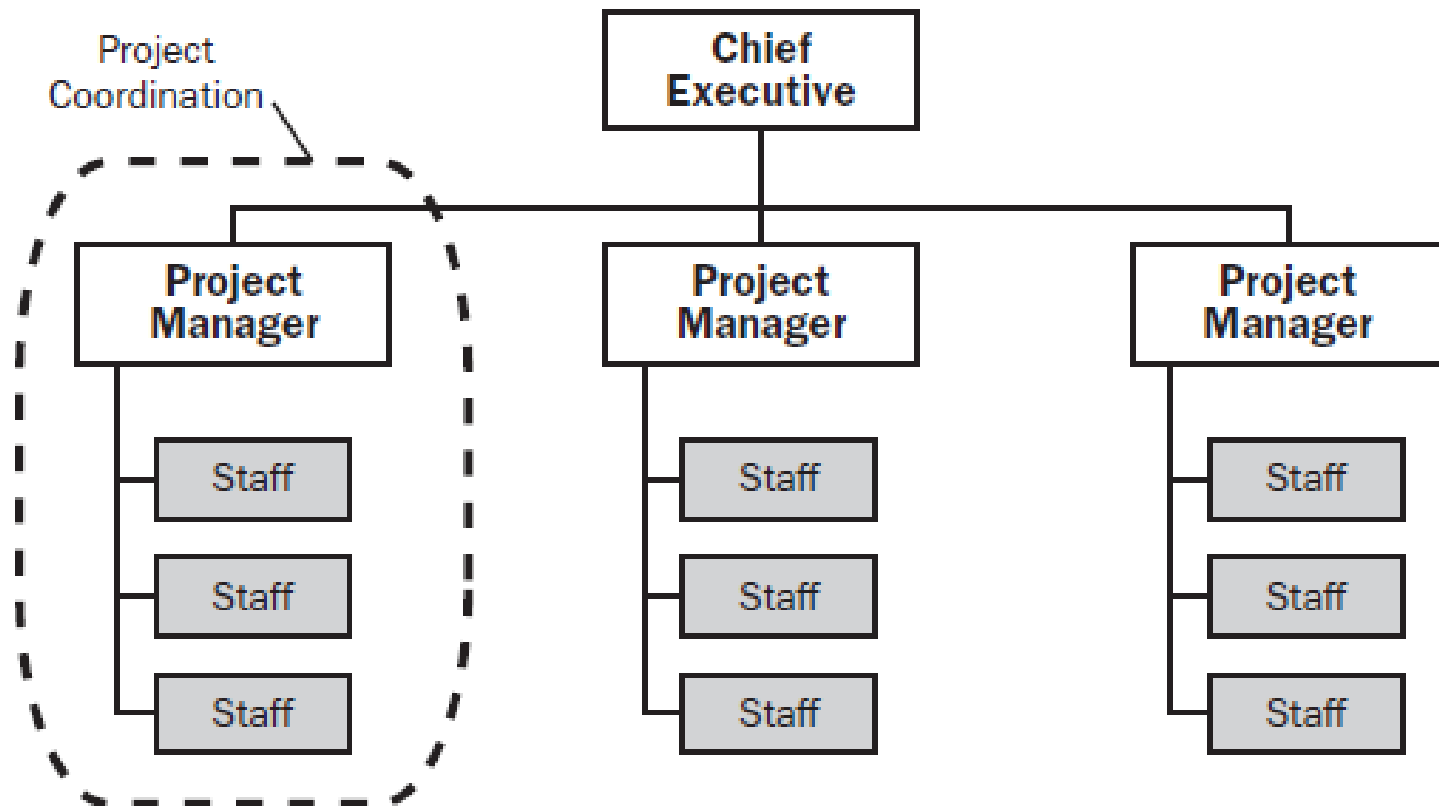 Project
Coordination
Chief
Executive
Project
Manager
Project
Manager
Project
Manager
Staff
Staff
Staff
Staff
Staff
Staff
Staff
Staff
Staff